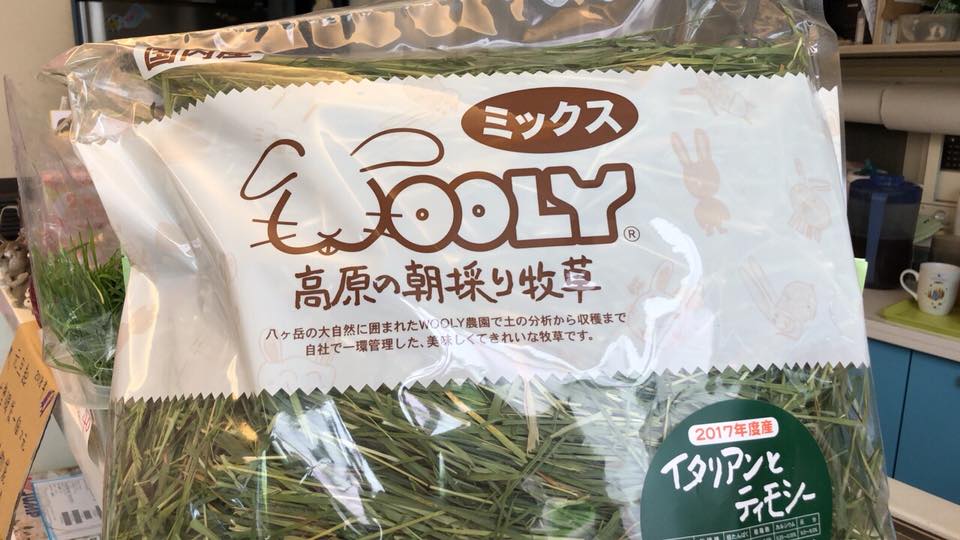 国内産
ミックス
WOOLY®
高原の朝採り牧草
八ヶ岳の大自然に囲まれたWOOLY農園で土の分析から収穫まで
自社で一環管理した、美味しくてきれいな牧草です。
2017年度産
イタリアンと
ティモシー